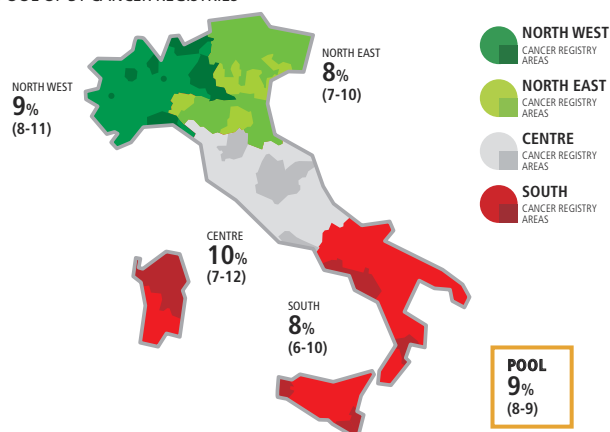 NORTH WEST
9%
(8-11)
NORTH EAST
8%
(7-10)
CENTRE
10%
(7-12)
SOUTH
8%
(6-10)
NORTH WEST
CANCER REGISTRY
AREAS
NORTH EAST
CANCER REGISTRY
AREAS
CENTRE
CANCER REGISTRY
AREAS
SOUTH
CANCER REGISTRY
AREAS
POOL
9%
(8-9)